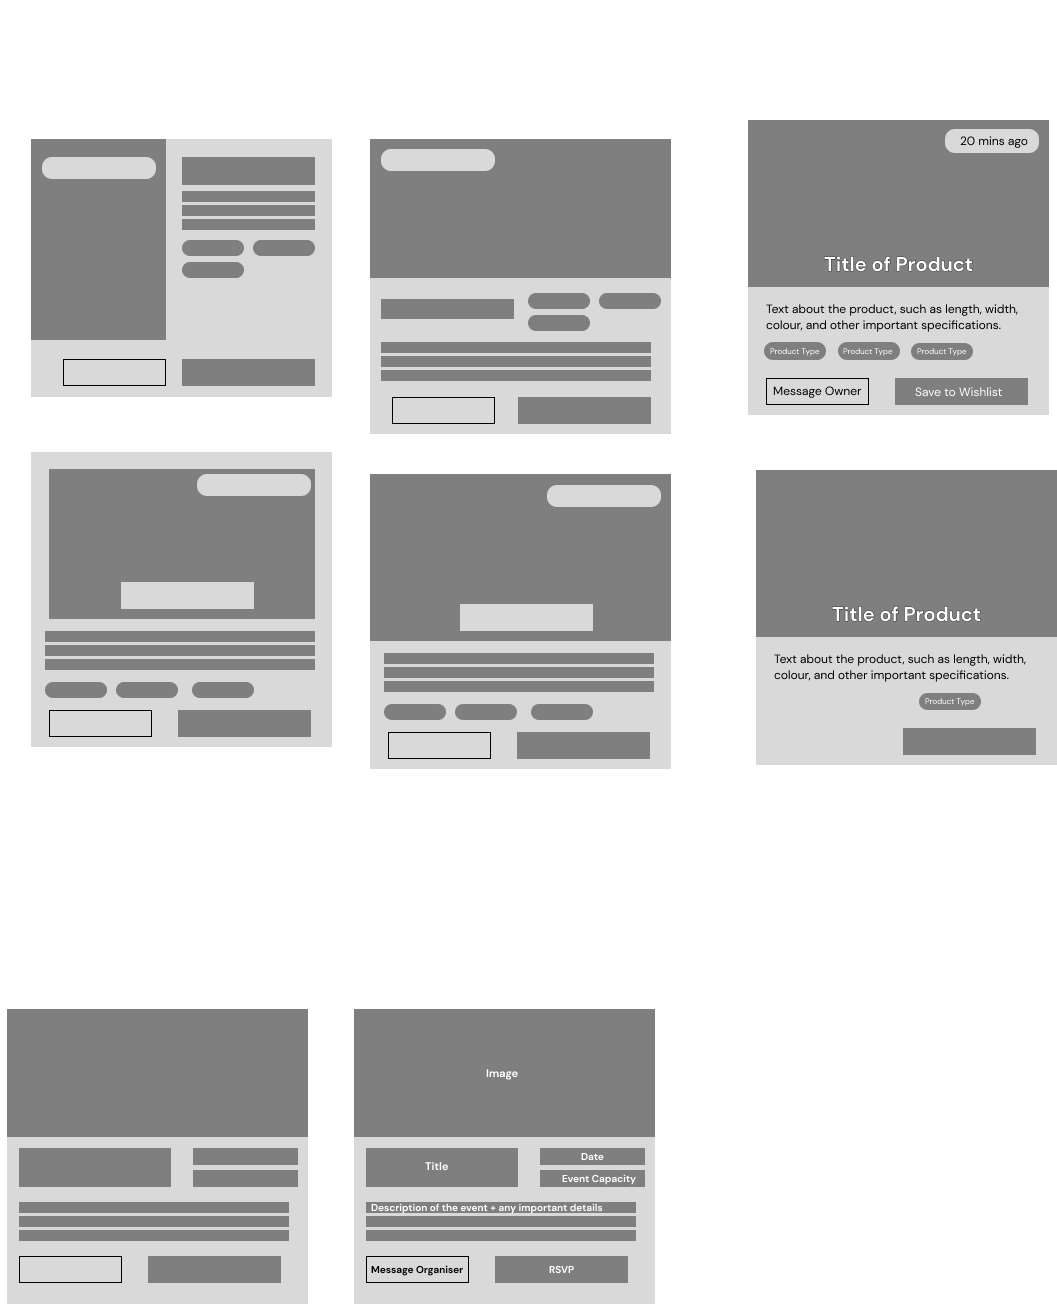 20 mins ago
Title of Product
Text about the product, such as length, width,
colour, and other important specifications.
Product Type Product Type Product Type
Message Owner Save to Wishlist
Title of Product
Text about the product, such as length, width,
colour, and other important specifications.
Product Type
Image
Title
Date
Event Capacity
Description of the event + any important details
Message Organiser RSVP